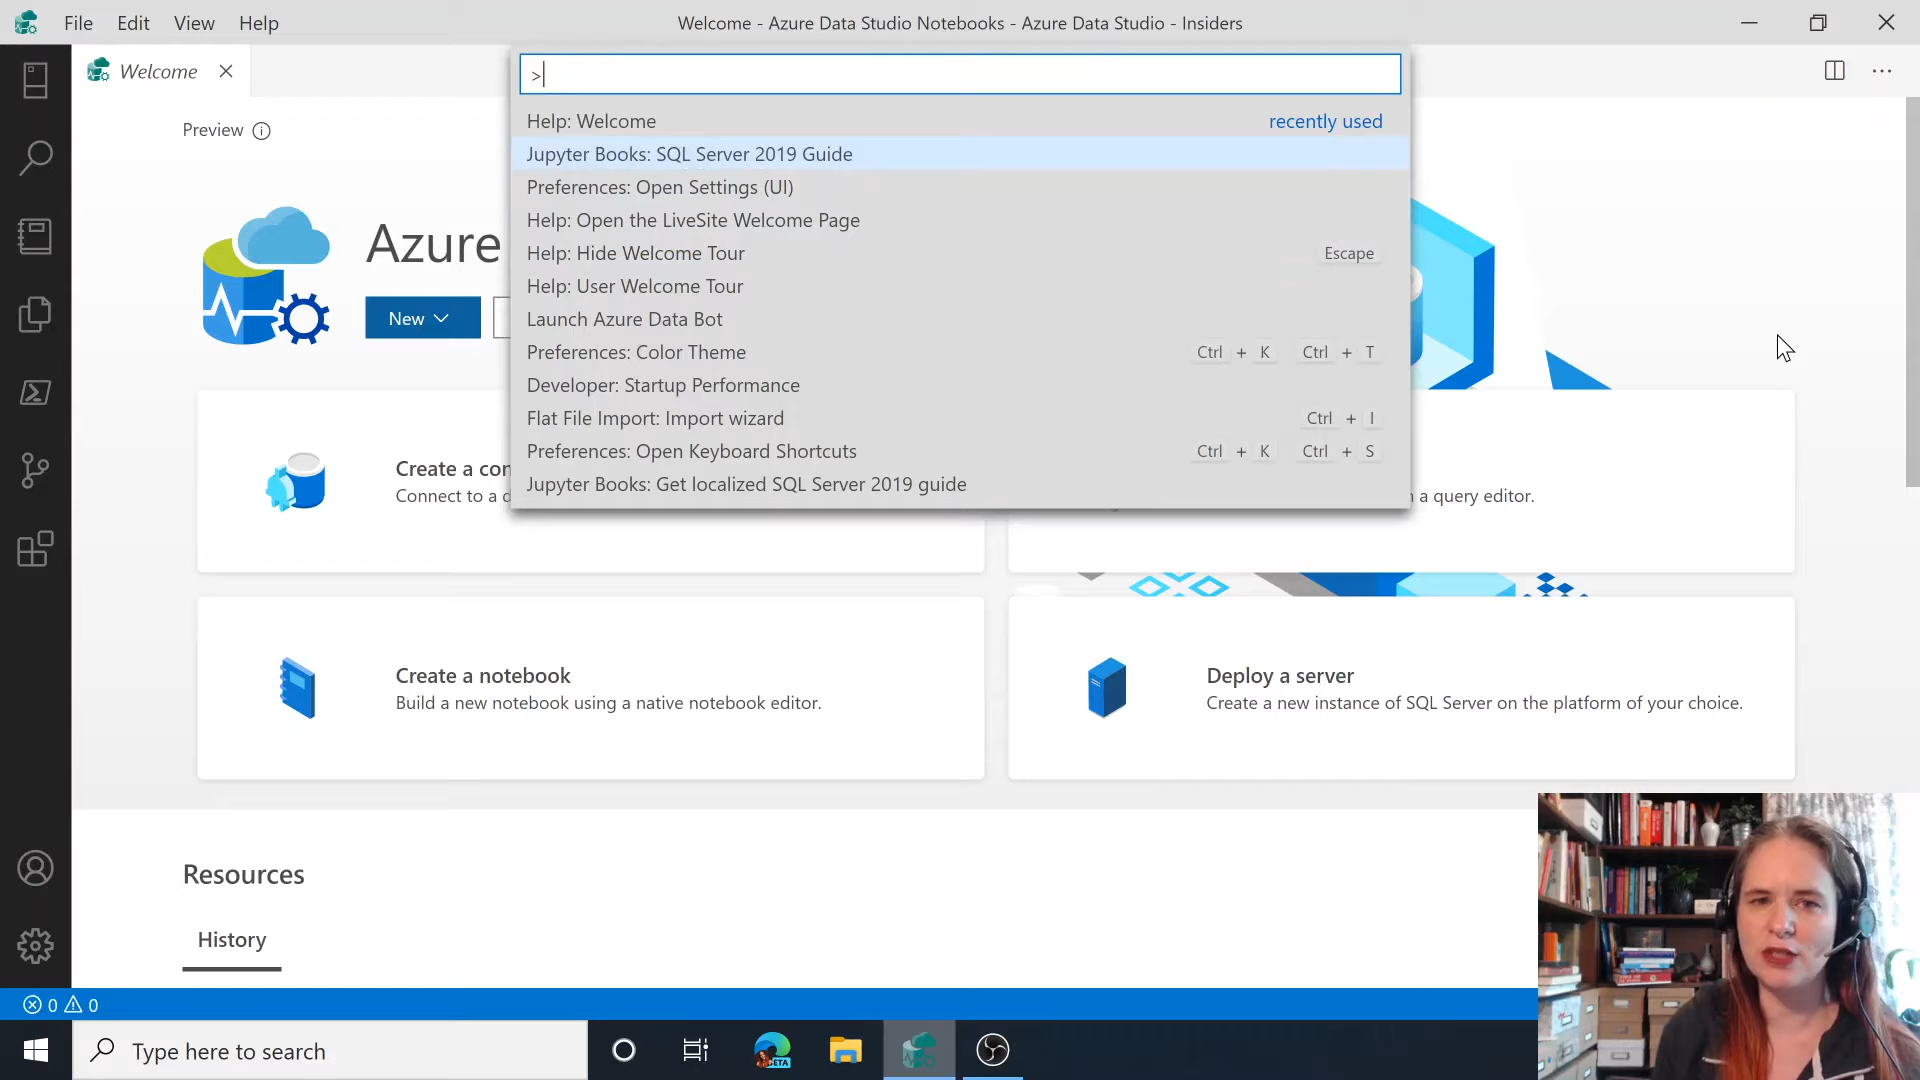 File Edit View Help
Welcome - Azure Data Studio Notebooks - Azure Data Studio - Insiders
Welcome
>
Preview
Help: Welcome recently used
Jupyter Books: SQL Server 2019 Guide
Preferences: Open Settings (UI)
Help: Open the LiveSite Welcome Page
Help: Hide Welcome Tour Escape
Help: User Welcome Tour
Launch Azure Data Bot
Preferences: Color Theme Ctrl + K Ctrl + T
Developer: Startup Performance
Flat File Import: Import wizard Ctrl + I
Preferences: Open Keyboard Shortcuts Ctrl + K Ctrl + S
Jupyter Books: Get localized SQL Server 2019 guide
Azure
New
Create a con
Connect to a d
a query editor.
Create a notebook
Build a new notebook using a native notebook editor.
Deploy a server
Create a new instance of SQL Server on the platform of your choice.
Resources
History
0 0
Type here to search
BETA